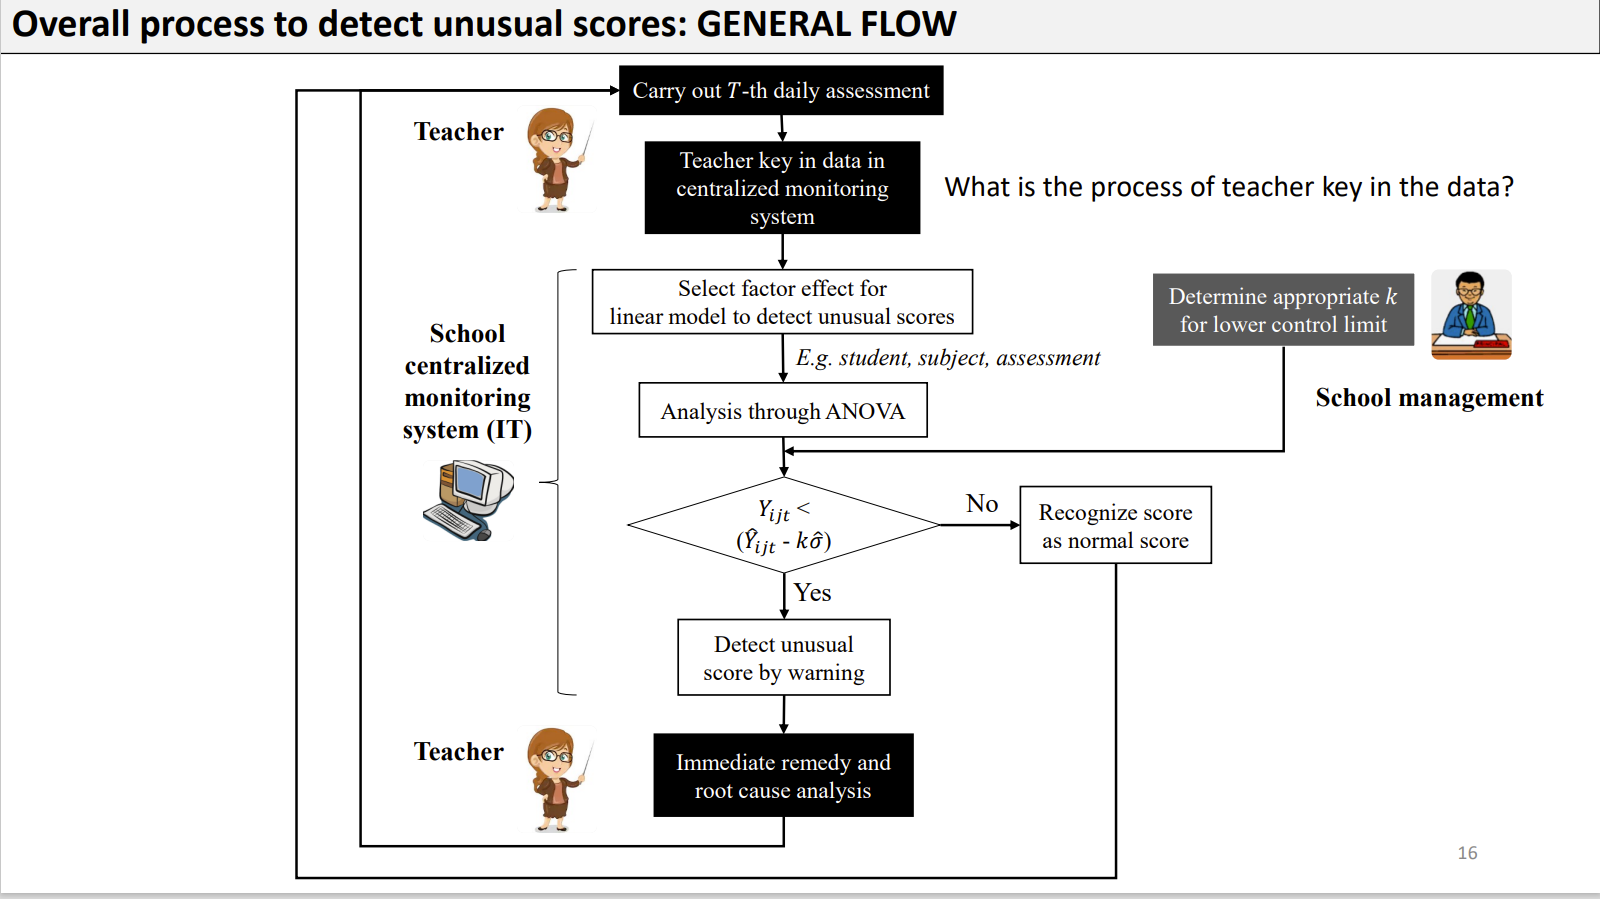 Overall process to detect unusual scores: GENERAL FLOW
Carry out T-th daily assessment
Teacher
Teacher key in data in
centralized monitoring
system
What is the process of teacher key in the data?
Select factor effect for
linear model to detect unusual scores
Determine appropriate k
for lower control limit
School
centralized
monitoring
system (IT)
E.g. student, subject, assessment
School management
Analysis through ANOVA
Y_{ijt} <
(Ŷ_{ijt} - kσ̂)
No
Recognize score
as normal score
Yes
Detect unusual
score by warning
Teacher
Immediate remedy and
root cause analysis
16